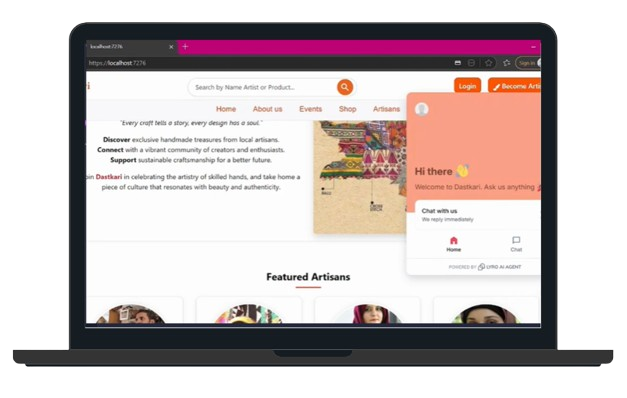 localhost:7276
https://localhost:7276
Sign in
Search by Name Artist or Product...
Login
Become Arti
Home
About us
Events
Shop
Artisans
"Every craft tells a story, every design has a soul."
Discover exclusive handmade treasures from local artisans.
Connect with a vibrant community of creators and enthusiasts.
Support sustainable craftsmanship for a better future.
oin Dastkari in celebrating the artistry of skilled hands, and take home a
piece of culture that resonates with beauty and authenticity.
Hi there 👋
Welcome to Dastkari. Ask us anything
Chat with us
We reply immediately
Home
Chat
POWERED BY LYRO AI AGENT
Featured Artisans